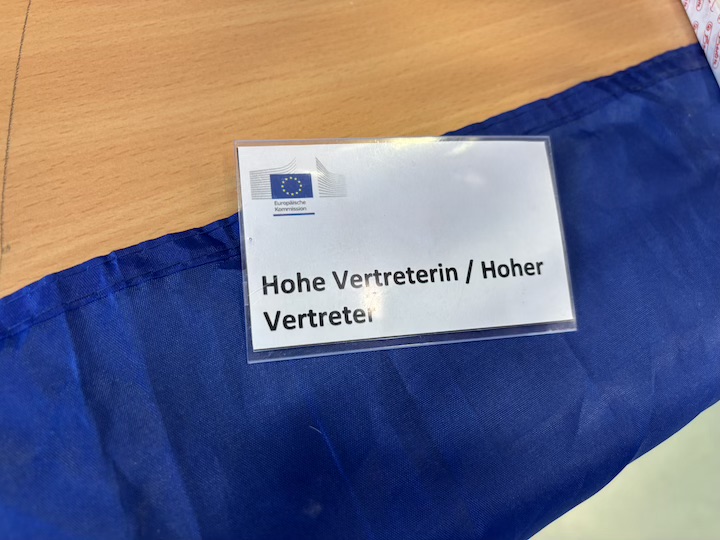 Europäische
Kommission
Hohe Vertreterin / Hoher
Vertreter